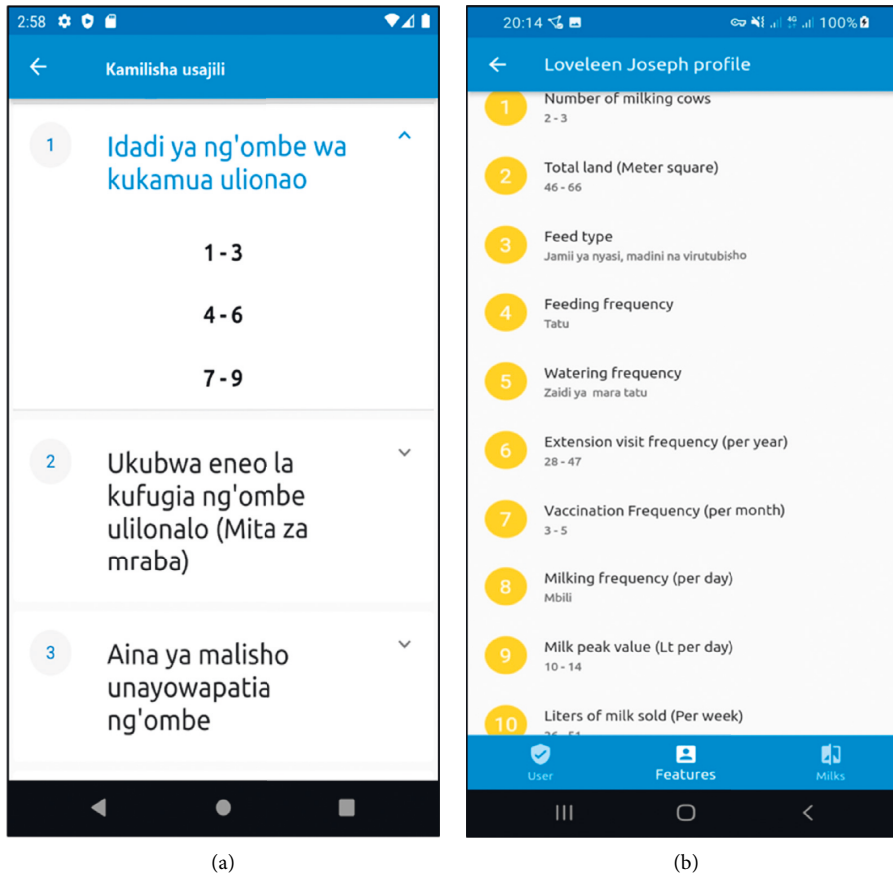 2:58
Kamilisha usajili
1
Idadi ya ng'ombe wa
kukamua ulionao
1 - 3
4 - 6
7 - 9
2
Ukubwa eneo la
kufugia ng'ombe
ulilonalo (Mita za
mraba)
3
Aina ya malisho
unayowapatia
ng'ombe
(a)
20:14
4G
100%
Loveleen Joseph profile
1
Number of milking cows
2 - 3
2
Total land (Meter square)
46 - 66
3
Feed type
Jamii ya nyasi, madini na virutubisho
4
Feeding frequency
Tatu
5
Watering frequency
Zaidi ya mara tatu
6
Extension visit frequency (per year)
28 - 47
7
Vaccination Frequency (per month)
3 - 5
8
Milking frequency (per day)
Mbili
9
Milk peak value (Lt per day)
10 - 14
10
Liters of milk sold (Per week)
User
Features
Milks
(b)